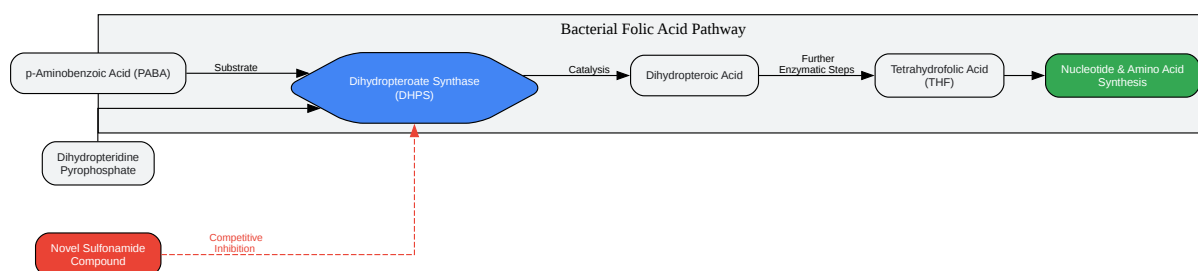 Bacterial Folic Acid Pathway
p-Aminobenzoic Acid (PABA)
Substrate
Dihydropteroate Synthase
(DHPS)
Catalysis
Dihydropteroic Acid
Further
Enzymatic Steps
Tetrahydrofolic Acid
(THF)
Nucleotide & Amino Acid
Synthesis
Dihydropteridine
Pyrophosphate
Novel Sulfonamide
Compound
Competitive
Inhibition